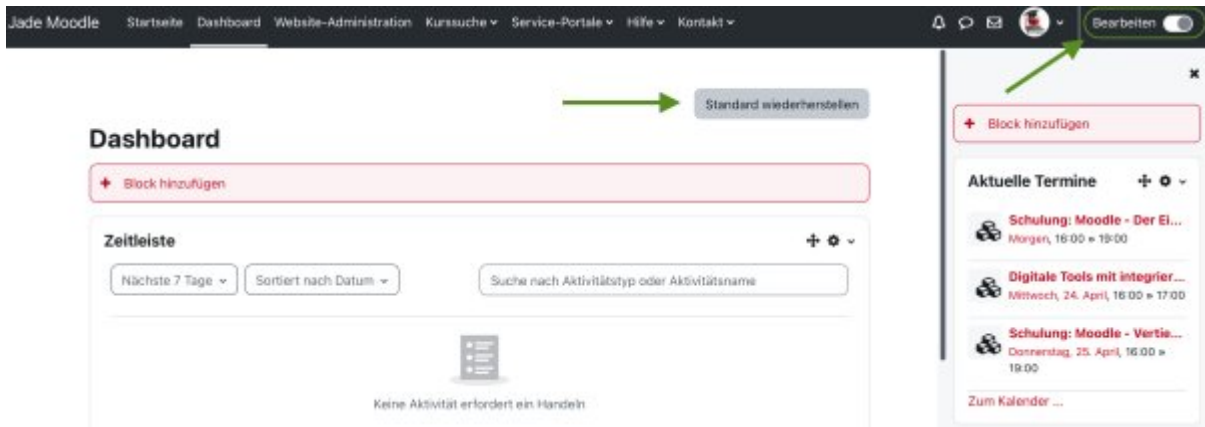 Jade Moodle Startseite Dashboard Website-Administration Kurssuche Service-Portale Hilfe Kontakt Bearbeiten
Standard wiederherstellen
Dashboard
+ Block hinzufügen
Zeitleiste
Nächste 7 Tage Sortiert nach Datum Suche nach Aktivitätstyp oder Aktivitätsname
Keine Aktivität erfordert ein Handeln
+ Block hinzufügen
Aktuelle Termine
Schulung: Moodle - Der Ei...
Morgen, 16:00 » 19:00
Digitale Tools mit integrier...
Mittwoch, 24. April, 16:00 » 17:00
Schulung: Moodle - Vertie...
Donnerstag, 25. April, 16:00 »
19:00
Zum Kalender ...